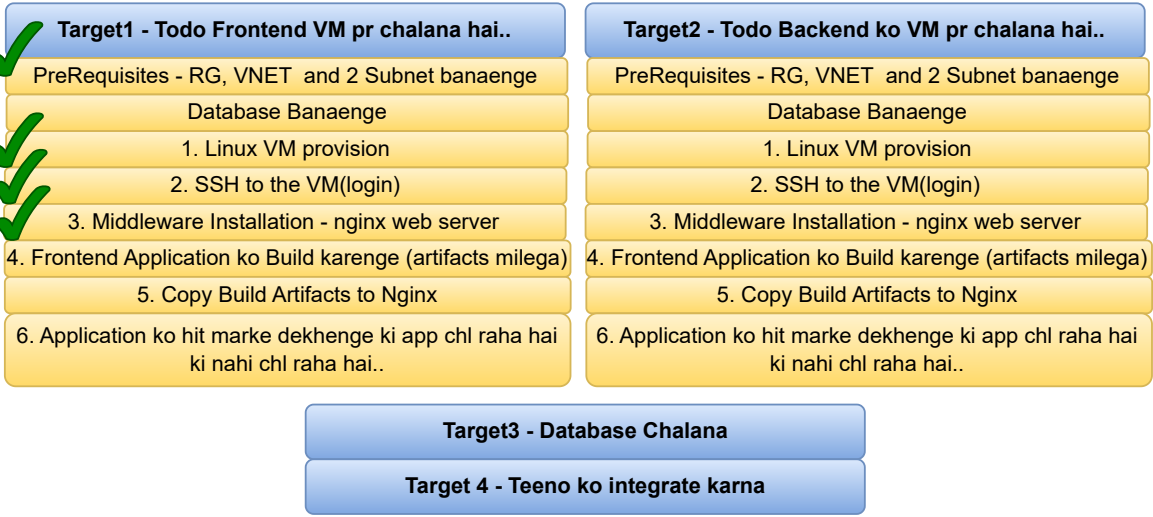 Target1 - Todo Frontend VM pr chalana hai..
PreRequisites - RG, VNET and 2 Subnet banaenge
Database Banaenge
1. Linux VM provision
2. SSH to the VM(login)
3. Middleware Installation - nginx web server
4. Frontend Application ko Build karenge (artifacts milega)
5. Copy Build Artifacts to Nginx
6. Application ko hit marke dekhenge ki app chl raha hai
ki nahi chl raha hai..
Target2 - Todo Backend ko VM pr chalana hai..
PreRequisites - RG, VNET and 2 Subnet banaenge
Database Banaenge
1. Linux VM provision
2. SSH to the VM(login)
3. Middleware Installation - nginx web server
4. Frontend Application ko Build karenge (artifacts milega)
5. Copy Build Artifacts to Nginx
6. Application ko hit marke dekhenge ki app chl raha hai
ki nahi chl raha hai..
Target3 - Database Chalana
Target 4 - Teeno ko integrate karna